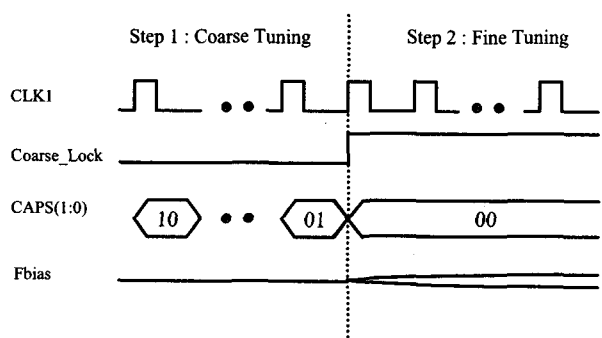 Step 1 : Coarse Tuning Step 2 : Fine Tuning
CLK1
Coarse_Lock
CAPS(1:0) 10 01 00
Fbias